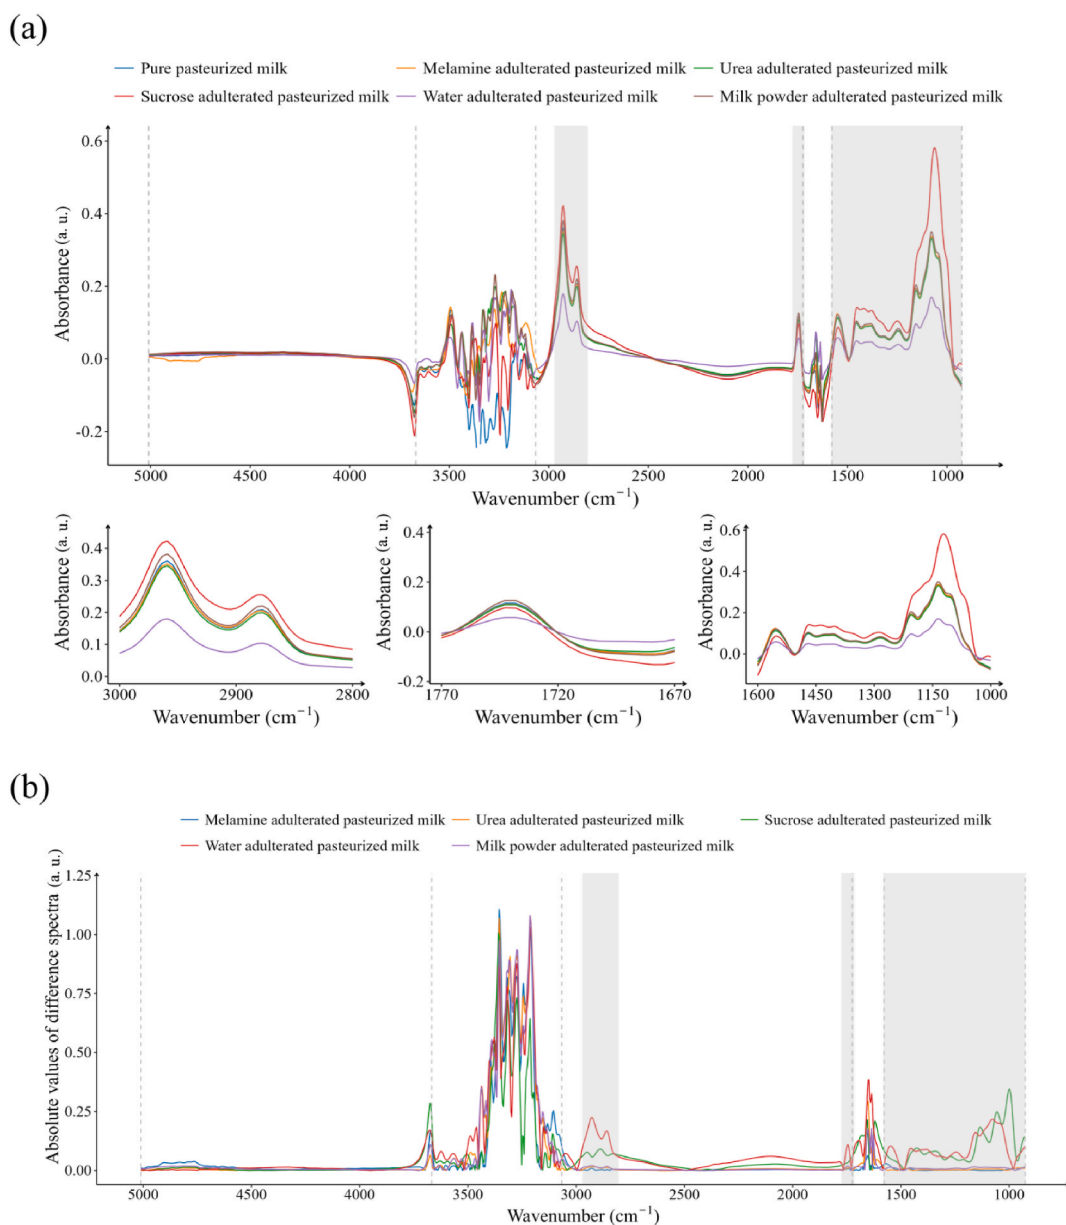 (a)
Pure pasteurized milk Melamine adulterated pasteurized milk Urea adulterated pasteurized milk
Sucrose adulterated pasteurized milk Water adulterated pasteurized milk Milk powder adulterated pasteurized milk
Absorbance (a. u.)
0.6
0.4
0.2
0.0
-0.2
5000 4000 3500 3000 2500 2000 1500 1000
Wavenumber (cm⁻¹)
Absorbance (a. u.)
0.4
0.3
0.2
0.1
0.0
3000 2900 2800
Wavenumber (cm⁻¹)
Absorbance (a. u.)
0.4
0.2
0.0
-0.2
1770 1720 1670
Wavenumber (cm⁻¹)
Absorbance (a. u.)
0.6
0.4
0.2
0.0
1600 1450 1300 1150 1000
Wavenumber (cm⁻¹)
(b)
Melamine adulterated pasteurized milk Urea adulterated pasteurized milk Sucrose adulterated pasteurized milk
Water adulterated pasteurized milk Milk powder adulterated pasteurized milk
Absolute values of difference spectra (a. u.)
1.25
1.00
0.75
0.50
0.25
0.00
5000 4000 3500 3000 2500 2000 1500 1000
Wavenumber (cm⁻¹)